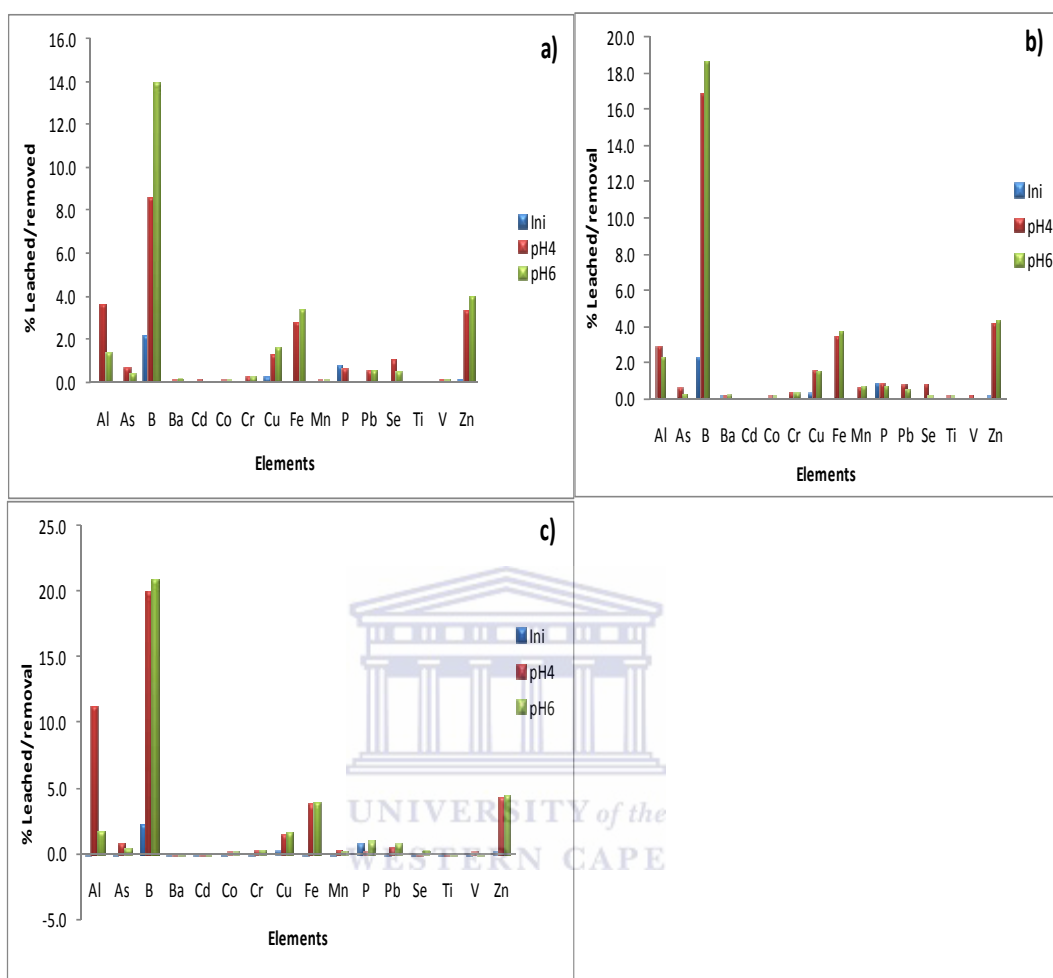 a)
16.0
14.0
12.0
10.0
8.0
6.0
4.0
2.0
0.0
% Leached/removed
Ini
pH4
pH6
Al As B Ba Cd Co Cr Cu Fe Mn P Pb Se Ti V Zn
Elements
b)
20.0
18.0
16.0
14.0
12.0
10.0
8.0
6.0
4.0
2.0
0.0
% Leached/removal
Ini
pH4
pH6
Al As B Ba Cd Co Cr Cu Fe Mn P Pb Se Ti V Zn
Elements
c)
25.0
20.0
15.0
10.0
5.0
0.0
-5.0
% Leached/removal
Ini
pH4
pH6
Al As B Ba Cd Co Cr Cu Fe Mn P Pb Se Ti V Zn
Elements
UNIVERSITY of the
WESTERN CAPE